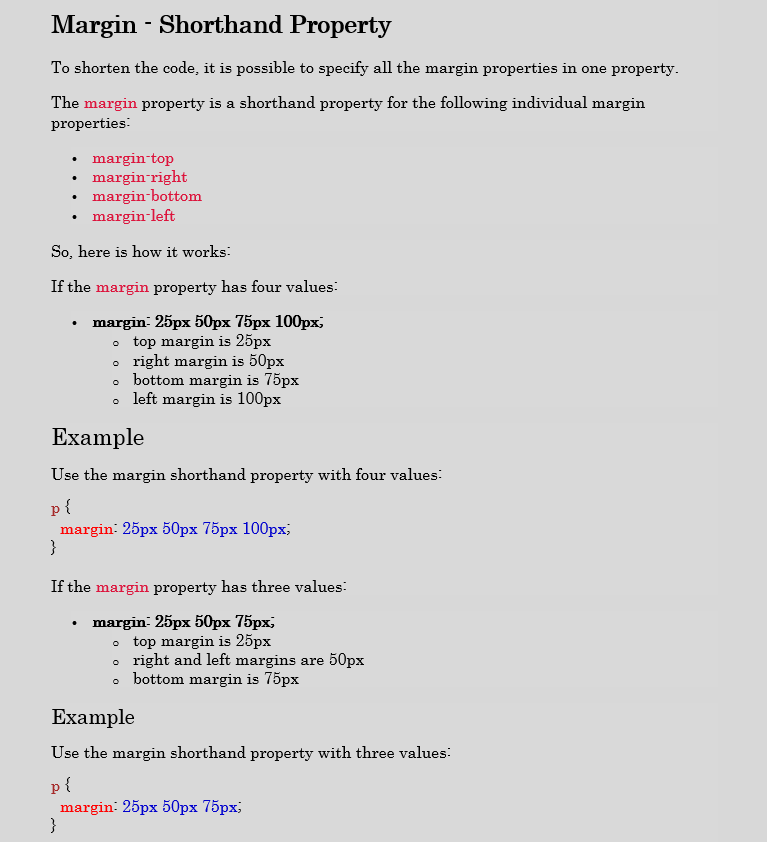 Margin - Shorthand Property
To shorten the code, it is possible to specify all the margin properties in one property.
The margin property is a shorthand property for the following individual margin
properties:
• margin-top
• margin-right
• margin-bottom
• margin-left
So, here is how it works:
If the margin property has four values:
• margin: 25px 50px 75px 100px;
o top margin is 25px
o right margin is 50px
o bottom margin is 75px
o left margin is 100px
Example
Use the margin shorthand property with four values:
p {
margin: 25px 50px 75px 100px;
}
If the margin property has three values:
• margin: 25px 50px 75px;
o top margin is 25px
o right and left margins are 50px
o bottom margin is 75px
Example
Use the margin shorthand property with three values:
p {
margin: 25px 50px 75px;
}